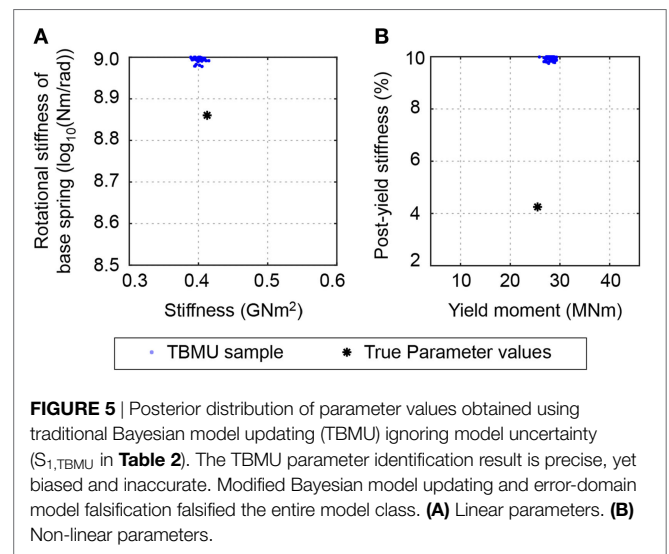 A
B
Rotational stiffness of
base spring (log10(Nm/rad))
9.0
8.9
8.8
8.7
8.6
8.5
0.3 0.4 0.5 0.6
Stiffness (GNm²)
Post-yield stiffness (%)
10
8
6
4
2
10 20 30 40
Yield moment (MNm)
TBMU sample * True Parameter values
FIGURE 5 | Posterior distribution of parameter values obtained using
traditional Bayesian model updating (TBMU) ignoring model uncertainty
(S1,TBMU in Table 2). The TBMU parameter identification result is precise, yet
biased and inaccurate. Modified Bayesian model updating and error-domain
model falsification falsified the entire model class. (A) Linear parameters. (B)
Non-linear parameters.